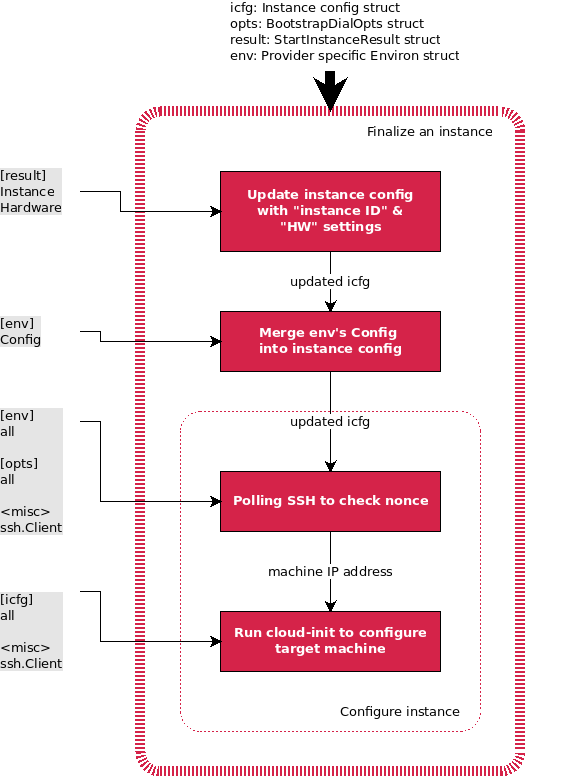 icfg: Instance config struct
opts: BootstrapDialOpts struct
result: StartInstanceResult struct
env: Provider specific Environ struct
Finalize an instance
[result]
Instance
Hardware
Update instance config
with "instance ID" &
"HW" settings
updated icfg
[env]
Config
Merge env's Config
into instance config
updated icfg
[env]
all
[opts]
all
<misc>
ssh.Client
Polling SSH to check nonce
machine IP address
[icfg]
all
<misc>
ssh.Client
Run cloud-init to configure
target machine
Configure instance